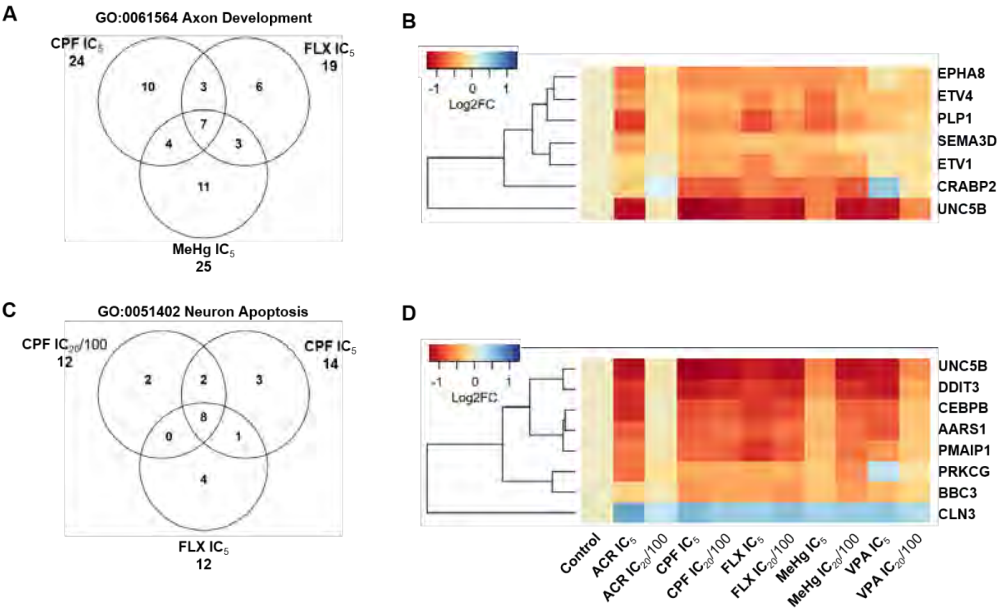 A
GO:0061564 Axon Development
CPF IC5
24
FLX IC5
19
10
3
6
7
4
3
11
MeHg IC5
25
B
-1 0 1
Log2FC
EPHA8
ETV4
PLP1
SEMA3D
ETV1
CRABP2
UNC5B
C
GO:0051402 Neuron Apoptosis
CPF IC20/100
12
CPF IC5
14
2
2
3
8
0
1
4
FLX IC5
12
D
-1 0 1
Log2FC
UNC5B
DDIT3
CEBPB
AARS1
PMAIP1
PRKCG
BBC3
CLN3
Control
ACR IC5
ACR IC20/100
CPF IC5
CPF IC20/100
FLX IC5
FLX IC20/100
MeHg IC5
MeHg IC20/100
VPA IC5
VPA IC20/100